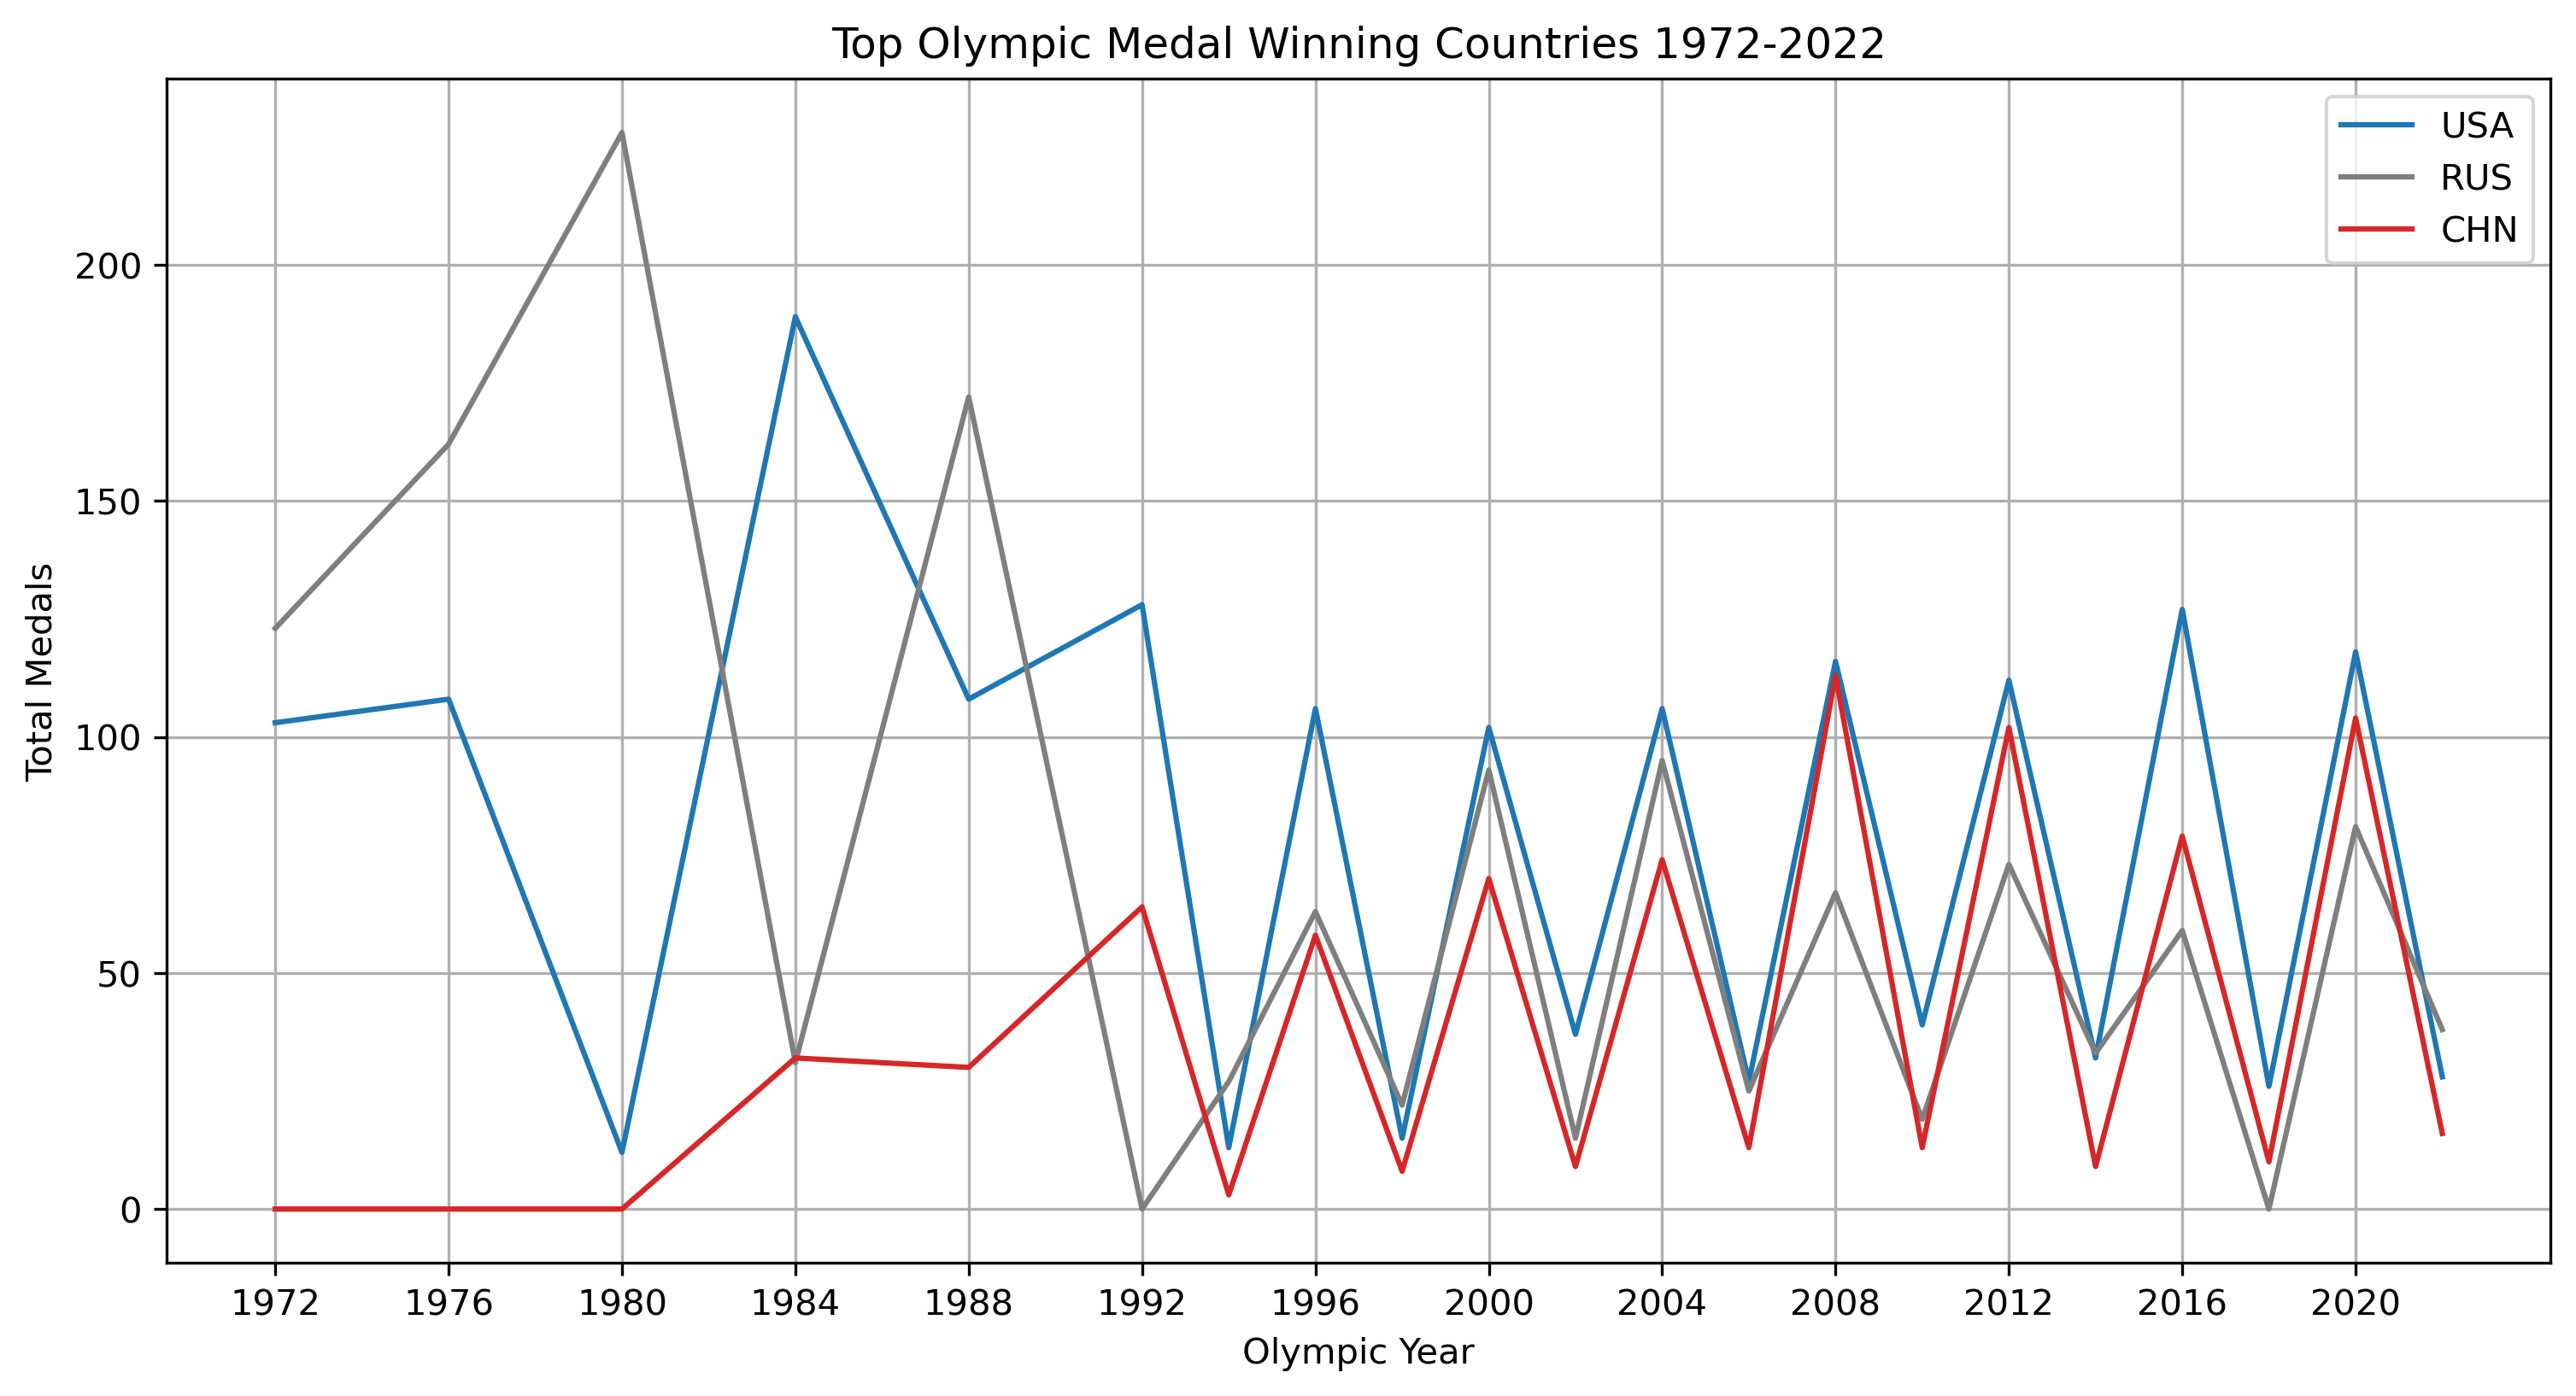 Top Olympic Medal Winning Countries 1972-2022
USA
RUS
CHN
200
150
100
50
0
Total Medals
1972 1976 1980 1984 1988 1992 1996 2000 2004 2008 2012 2016 2020
Olympic Year